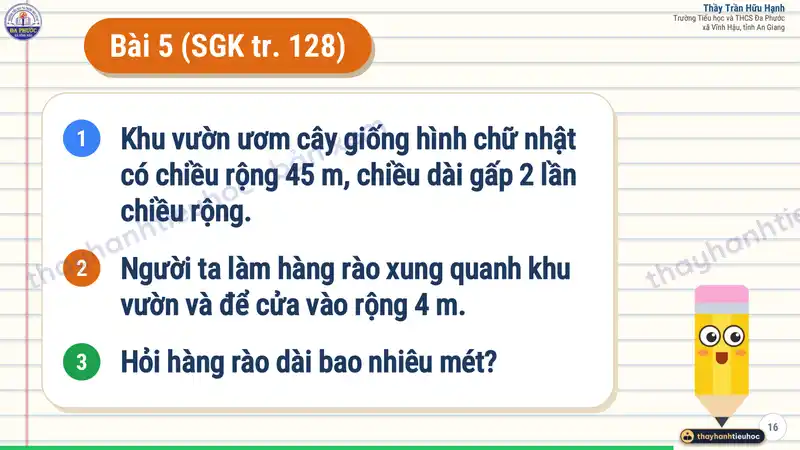 Thầy Trần Hữu Hạnh
Trường Tiểu học và THCS Đa Phước
xã Vĩnh Hậu, tỉnh An Giang
ĐA PHƯỚC
Bài 5 (SGK tr. 128)
1
Khu vườn ươm cây giống hình chữ nhật
có chiều rộng 45 m, chiều dài gấp 2 lần
chiều rộng.
2
Người ta làm hàng rào xung quanh khu
vườn và để cửa vào rộng 4 m.
3
Hỏi hàng rào dài bao nhiêu mét?
16
thayhanhtieuhoc